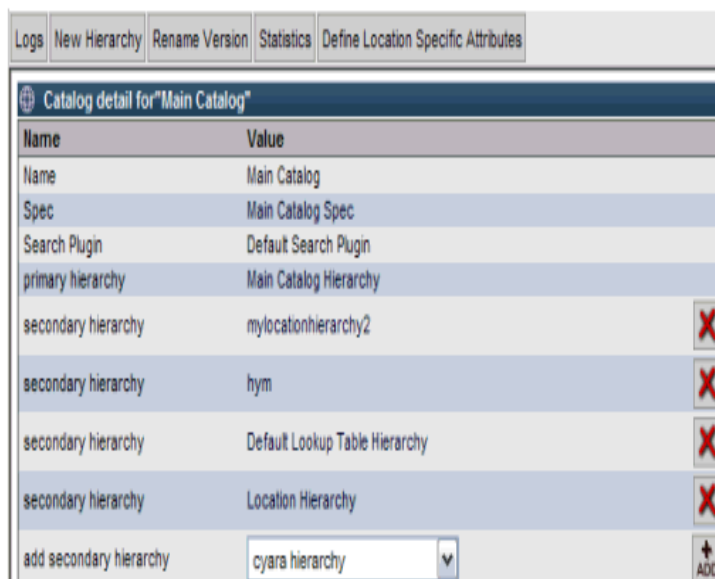 Logs New Hierarchy Rename Version Statistics Define Location Specific Attributes
Catalog detail for"Main Catalog"
Name Value
Name Main Catalog
Spec Main Catalog Spec
Search Plugin Default Search Plugin
primary hierarchy Main Catalog Hierarchy
secondary hierarchy mylocationhierarchy2
secondary hierarchy hym
secondary hierarchy Default Lookup Table Hierarchy
secondary hierarchy Location Hierarchy
add secondary hierarchy cyara hierarchy ADD